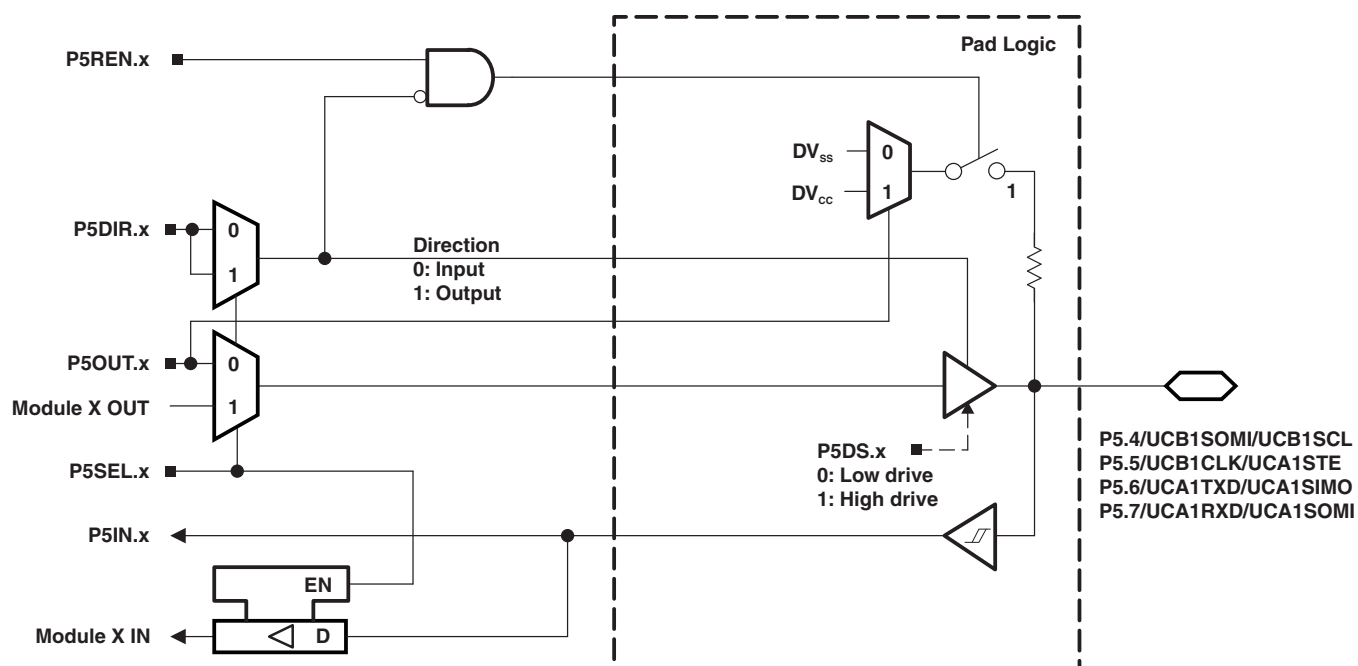 Pad Logic
P5REN.x
DVss
0
DVcc
1
1
P5DIR.x
0
1
Direction
0: Input
1: Output
P5OUT.x
0
Module X OUT
1
P5SEL.x
P5DS.x
0: Low drive
1: High drive
P5.4/UCB1SOMI/UCB1SCL
P5.5/UCB1CLK/UCA1STE
P5.6/UCA1TXD/UCA1SIMO
P5.7/UCA1RXD/UCA1SOMI
P5IN.x
EN
Module X IN
D